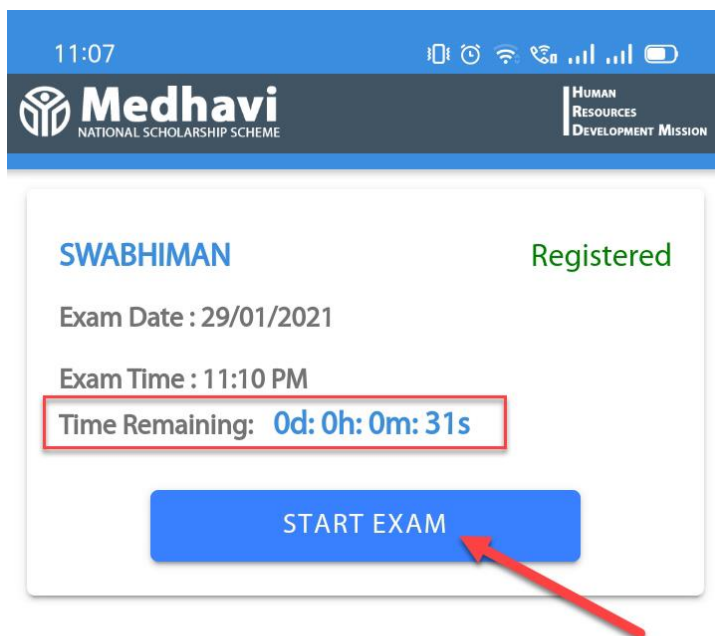 11:07
Medhavi
NATIONAL SCHOLARSHIP SCHEME
HUMAN
RESOURCES
DEVELOPMENT MISSION
SWABHIMAN
Registered
Exam Date : 29/01/2021
Exam Time : 11:10 PM
Time Remaining: 0d: 0h: 0m: 31s
START EXAM